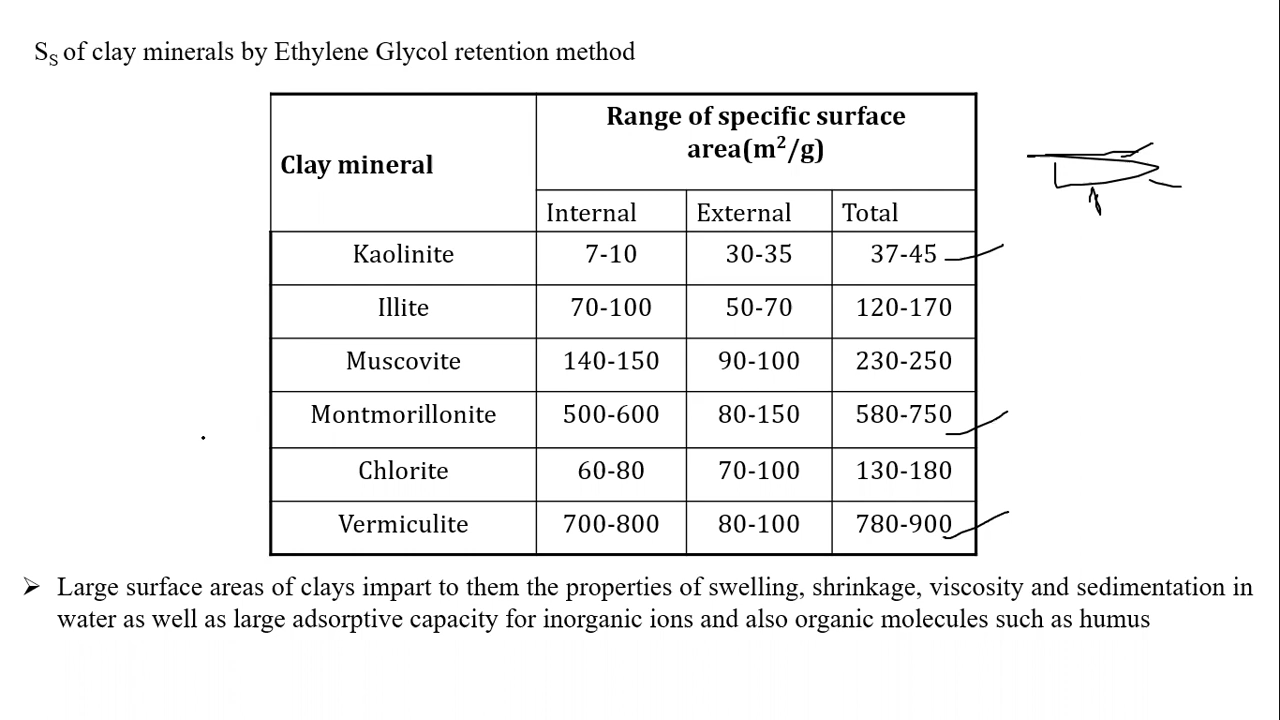 S_S of clay minerals by Ethylene Glycol retention method
Clay mineral
Range of specific surface
area(m²/g)
Internal External Total
Kaolinite 7-10 30-35 37-45
Illite 70-100 50-70 120-170
Muscovite 140-150 90-100 230-250
Montmorillonite 500-600 80-150 580-750
Chlorite 60-80 70-100 130-180
Vermiculite 700-800 80-100 780-900
➢ Large surface areas of clays impart to them the properties of swelling, shrinkage, viscosity and sedimentation in
water as well as large adsorptive capacity for inorganic ions and also organic molecules such as humus